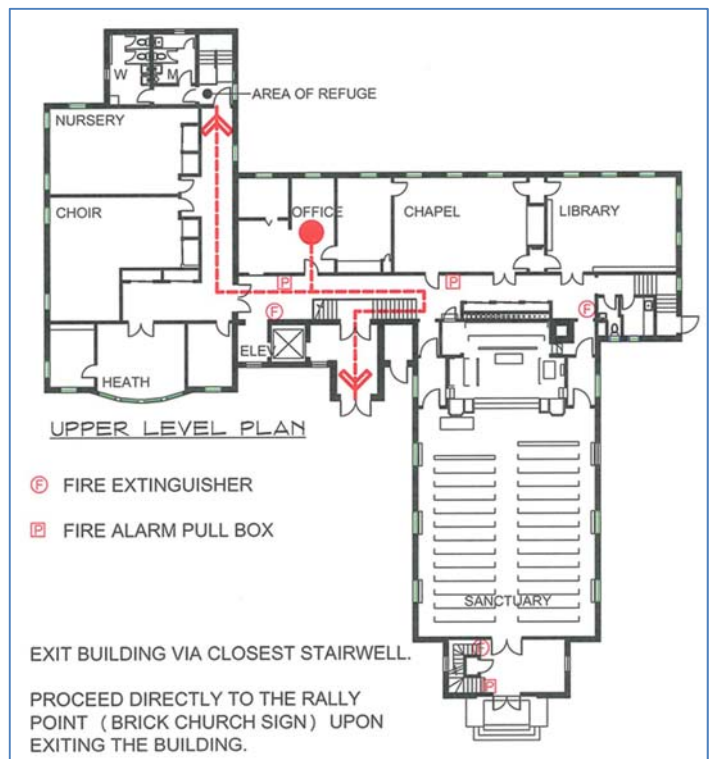 W
M
AREA OF REFUGE
NURSERY
OFFICE
CHOIR
CHAPEL
LIBRARY
P
P
F
F
ELEV
HEATH
UPPER LEVEL PLAN
F FIRE EXTINGUISHER
P FIRE ALARM PULL BOX
SANCTUARY
F
P
EXIT BUILDING VIA CLOSEST STAIRWELL.
PROCEED DIRECTLY TO THE RALLY
POINT (BRICK CHURCH SIGN) UPON
EXITING THE BUILDING.